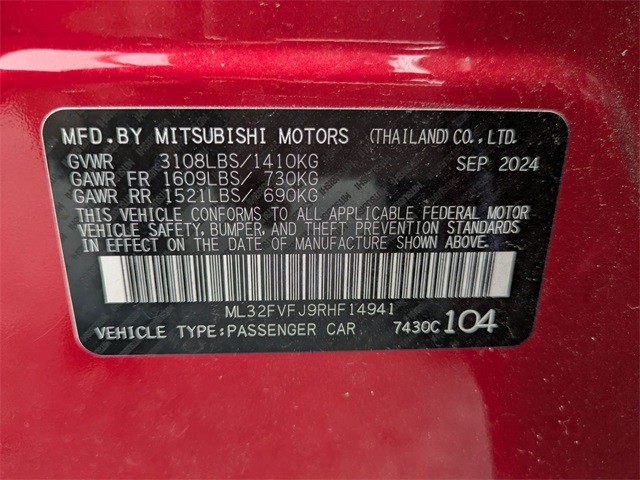 MFD. BY MITSUBISHI MOTORS (THAILAND) CO., LTD.
GVWR 3108LBS/1410KG SEP 2024
GAWR FR 1609LBS/ 730KG
GAWR RR 1521LBS/ 690KG
THIS VEHICLE CONFORMS TO ALL APPLICABLE FEDERAL MOTOR
VEHICLE SAFETY, BUMPER, AND THEFT PREVENTION STANDARDS
IN EFFECT ON THE DATE OF MANUFACTURE SHOWN ABOVE.
ML32FVFJ9RHF14941
VEHICLE TYPE:PASSENGER CAR 7430C 104